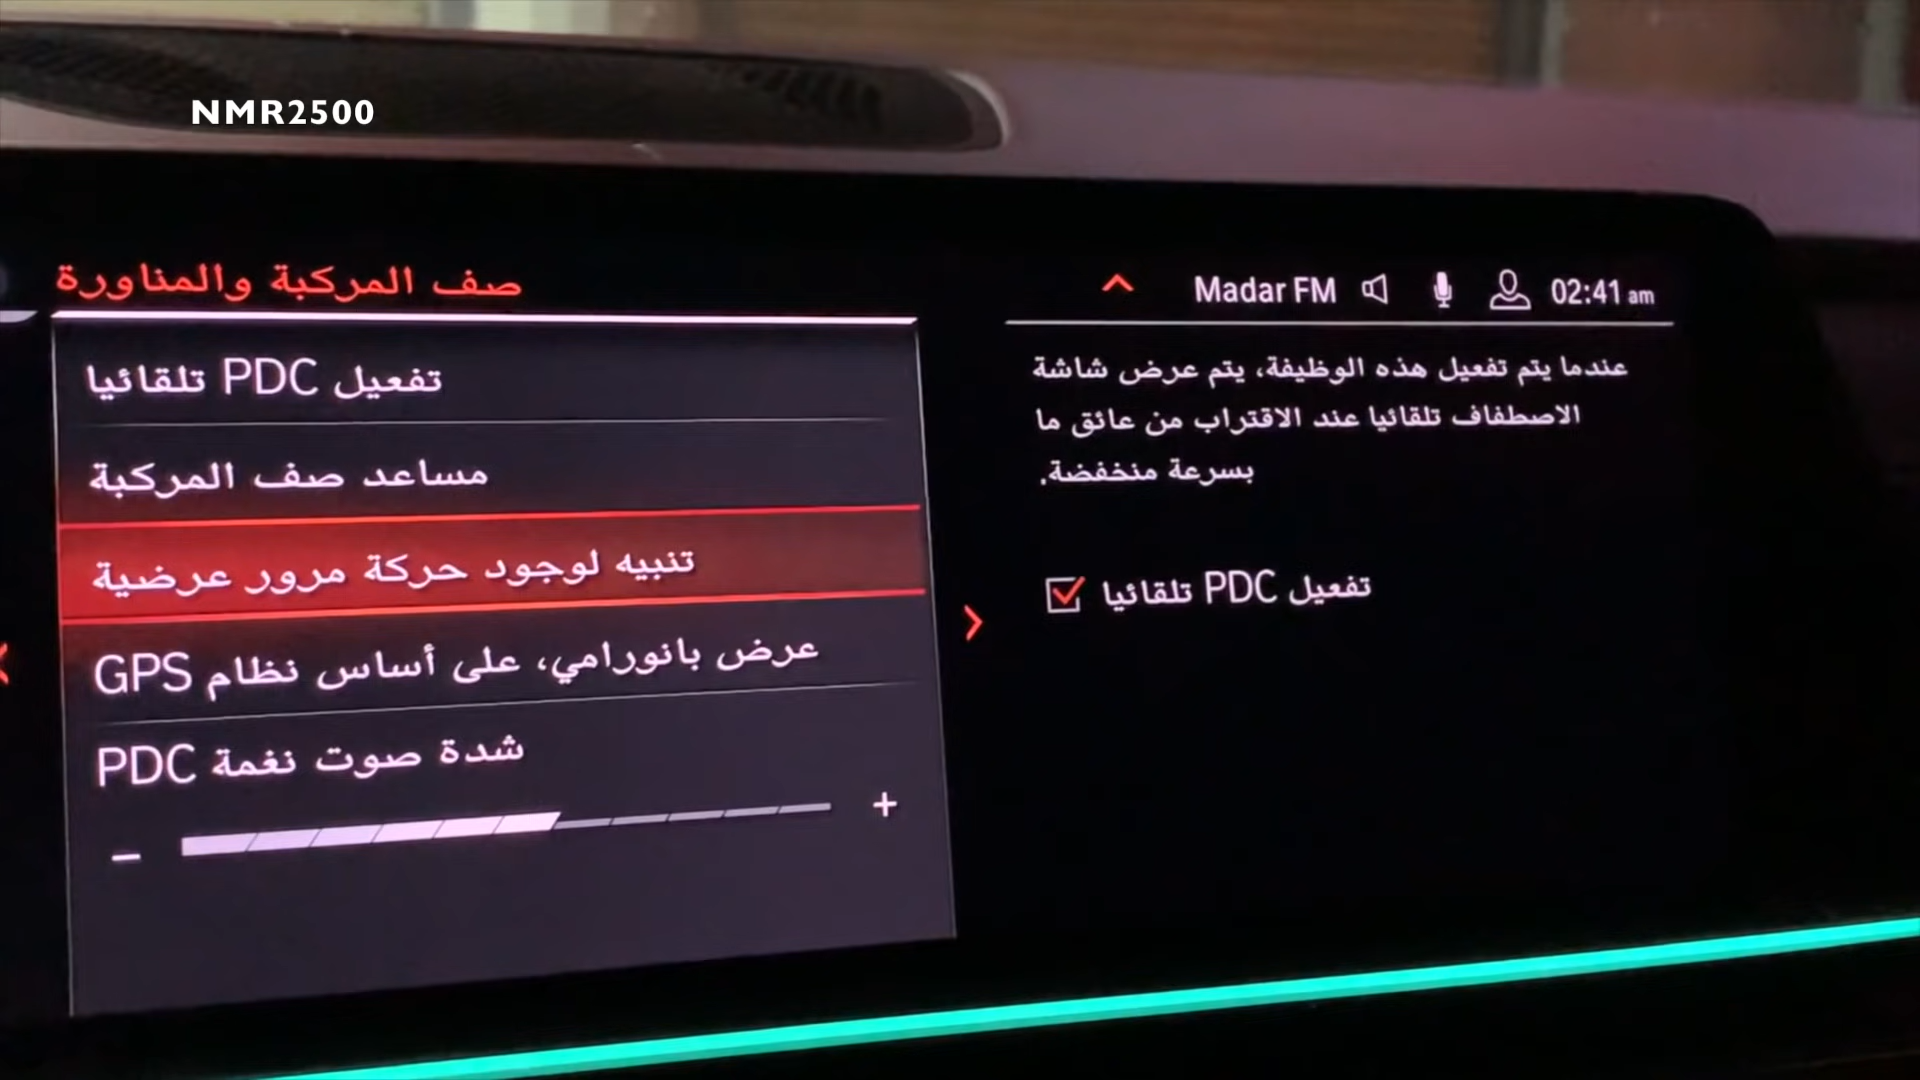 NMR2500
صف المركبة والمناورة
تفعيل PDC تلقائيا
مساعد صف المركبة
تنبيه لوجود حركة مرور عرضية
عرض بانورامي، على أساس نظام GPS
شدة صوت نغمة PDC
Madar FM
02:41 am
عندما يتم تفعيل هذه الوظيفة، يتم عرض شاشة
الاصطفاف تلقائيا عند الاقتراب من عائق ما
بسرعة منخفضة.
تفعيل PDC تلقائيا